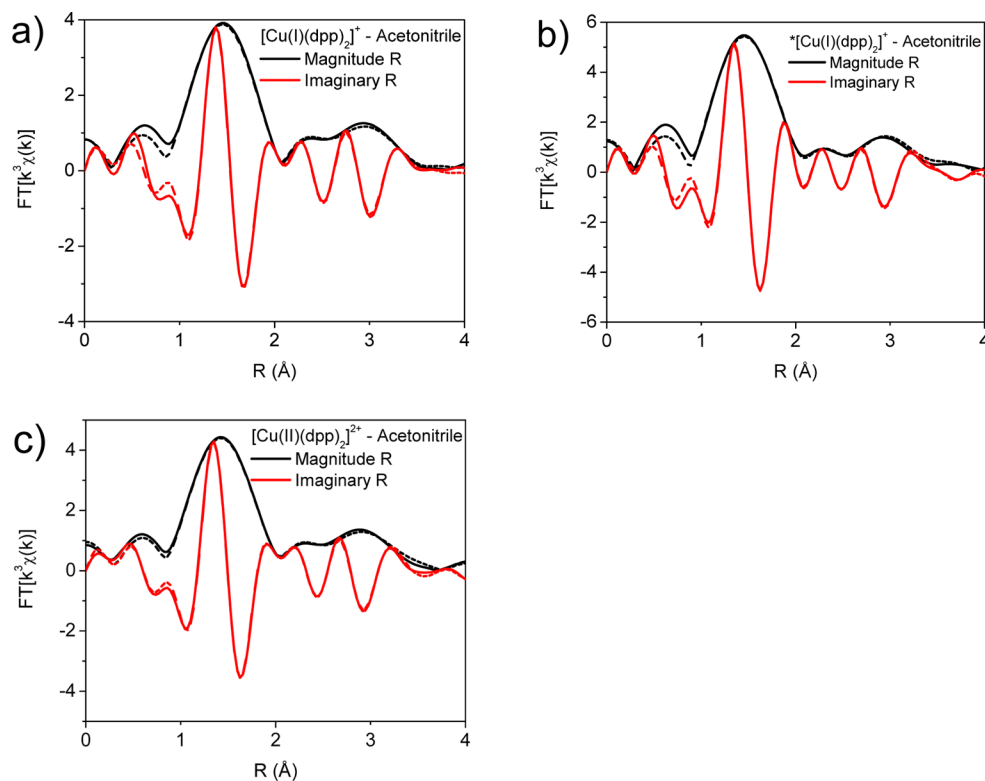 a)
[Cu(I)(dpp)₂]⁺ - Acetonitrile
Magnitude R
Imaginary R
FT[k³χ(k)]
4
2
0
-2
-4
0
1
2
3
4
R (Å)
b)
*[Cu(I)(dpp)₂]⁺ - Acetonitrile
Magnitude R
Imaginary R
FT[k³χ(k)]
6
4
2
0
-2
-4
-6
0
1
2
3
4
R (Å)
c)
[Cu(II)(dpp)₂]²⁺ - Acetonitrile
Magnitude R
Imaginary R
FT[k³χ(k)]
4
2
0
-2
-4
0
1
2
3
4
R (Å)